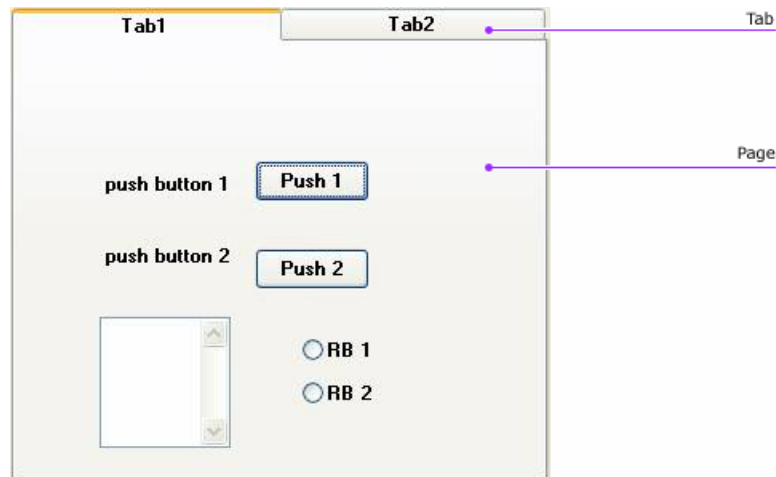 Tab1 Tab2 Tab
Page
push button 1 Push 1
push button 2 Push 2
RB 1
RB 2